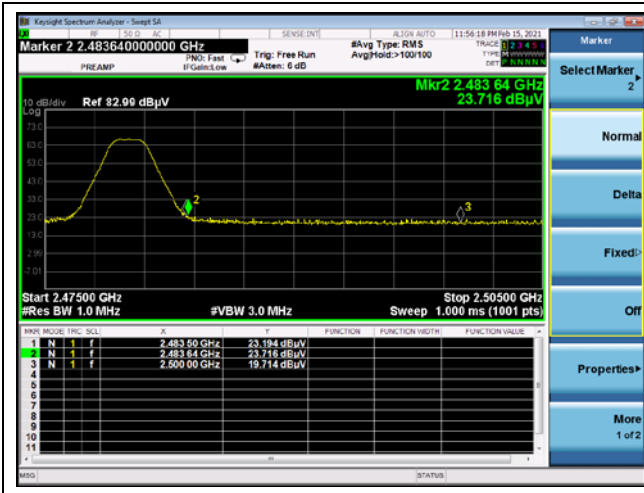 Keysight Spectrum Analyzer - Swept SA
RF 50 Ω AC SENSE:INT ALIGN AUTO 11:56:18 PM Feb 15, 2021
Marker 2 2.483640000000 GHz
PREAMP
PNO: Fast
IFGain:Low
Trig: Free Run
#Atten: 6 dB
#Avg Type: RMS
Avg|Hold:>100/100
TRACE 1 2 3 4 5 6
TYPE M WWWWW
DET P N N N N N
Mkr2 2.483 64 GHz
23.716 dBµV
10 dB/div Ref 82.99 dBµV
Log
73.0
63.0
53.0
43.0
33.0
23.0
13.0
2.99
-7.01
2
3
Start 2.47500 GHz Stop 2.50500 GHz
#Res BW 1.0 MHz #VBW 3.0 MHz Sweep 1.000 ms (1001 pts)
MKR MODE TRC SCL X Y FUNCTION FUNCTION WIDTH FUNCTION VALUE
1 N 1 f 2.483 50 GHz 23.194 dBµV
2 N 1 f 2.483 64 GHz 23.716 dBµV
3 N 1 f 2.500 00 GHz 19.714 dBµV
4
5
6
7
8
9
10
11
MSG STATUS
Marker
Select Marker
2
Normal
Delta
Fixed
Off
Properties
More
1 of 2